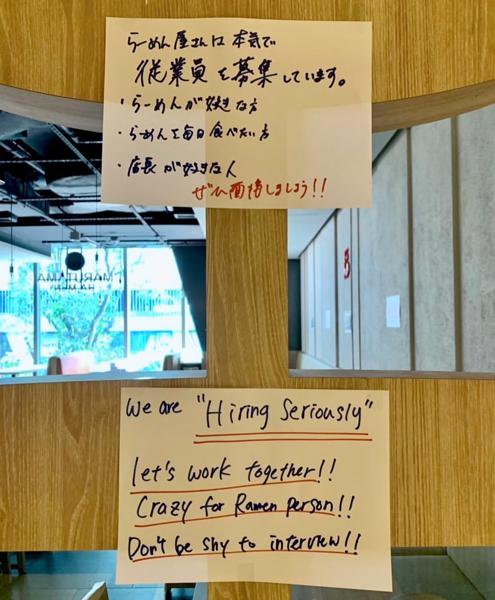 らーめん屋さんは本気で
従業員を募集しています。
・らーめんが好きな方
・らーめんを毎日食べたい方
・店長が好きな人
ぜひ面接しましょう!!
MARUTAMA
RAMEN
We are "Hiring Seriously"
let's work together!!
Crazy for Ramen person!!
Don't be shy to interview!!